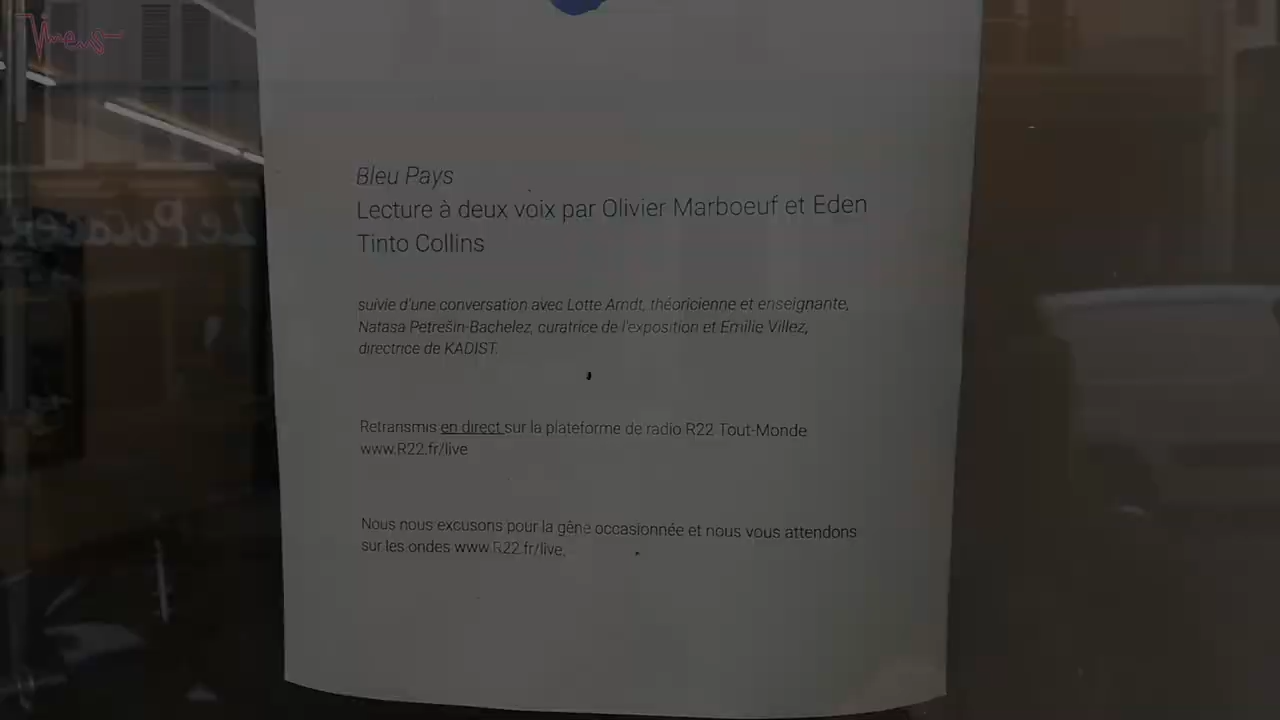 Bleu Pays
Lecture à deux voix par Olivier Marboeuf et Eden
Tinto Collins
suivie d'une conversation avec Lotte Arndt, théoricienne et enseignante,
Natasa Petrešin-Bachelez, curatrice de l'exposition et Emilie Villez,
directrice de KADIST.
Retransmis en direct sur la plateforme de radio R22 Tout-Monde
www.R22.fr/live
Nous nous excusons pour la gêne occasionnée et nous vous attendons
sur les ondes www.R22.fr/live.